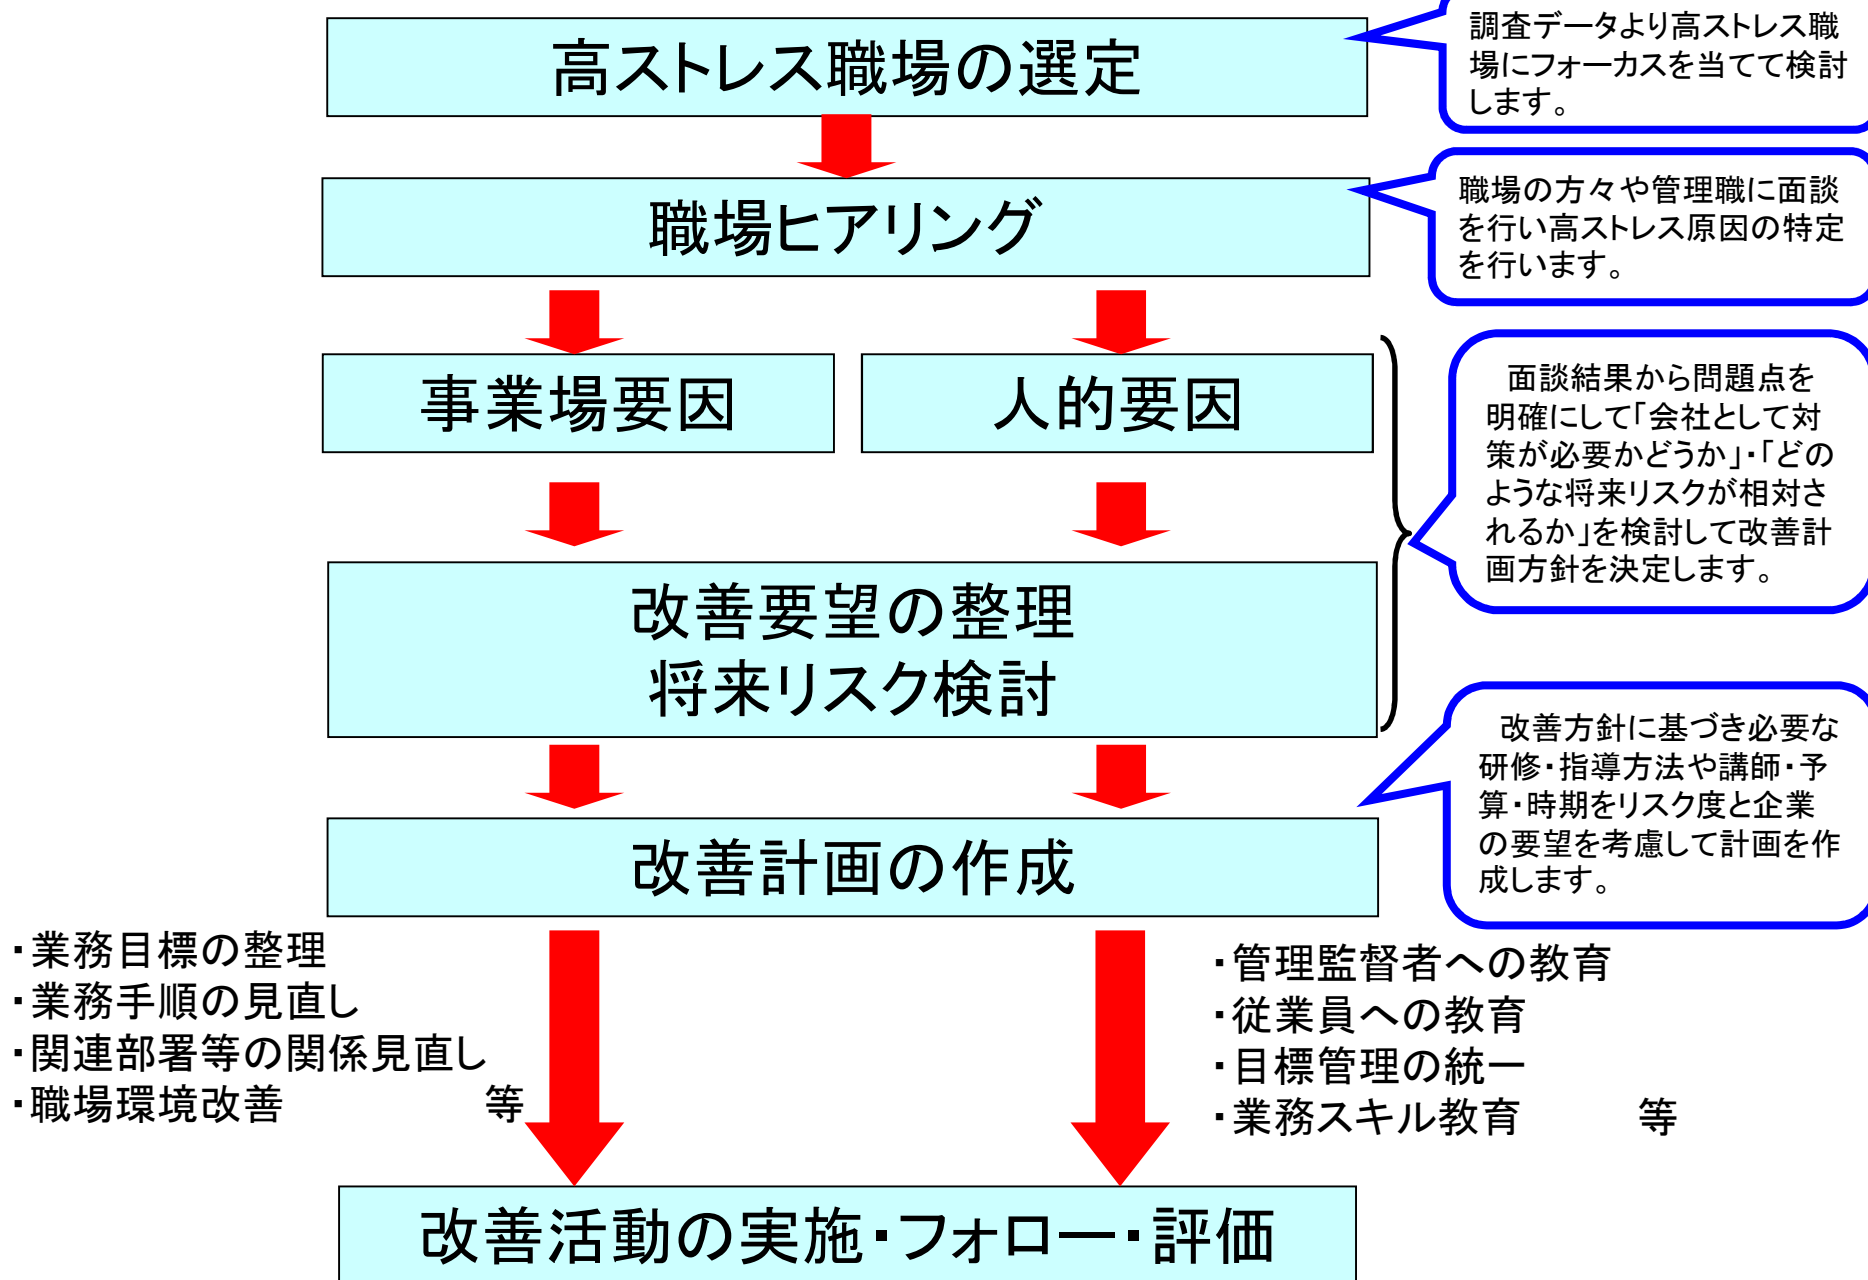 高ストレス職場の選定
調査データより高ストレス職
場にフォーカスを当てて検討
します。
職場ヒアリング
職場の方々や管理職に面談
を行い高ストレス原因の特定
を行います。
事業場要因
人的要因
面談結果から問題点を
明確にして「会社として対
策が必要かどうか」・「どの
ような将来リスクが相対さ
れるか」を検討して改善計
画方針を決定します。
改善要望の整理
将来リスク検討
改善方針に基づき必要な
研修・指導方法や講師・予
算・時期をリスク度と企業
の要望を考慮して計画を作
成します。
改善計画の作成
・業務目標の整理
・業務手順の見直し
・関連部署等の関係見直し
・職場環境改善　　　　　等
・管理監督者への教育
・従業員への教育
・目標管理の統一
・業務スキル教育　　　等
改善活動の実施・フォロー・評価